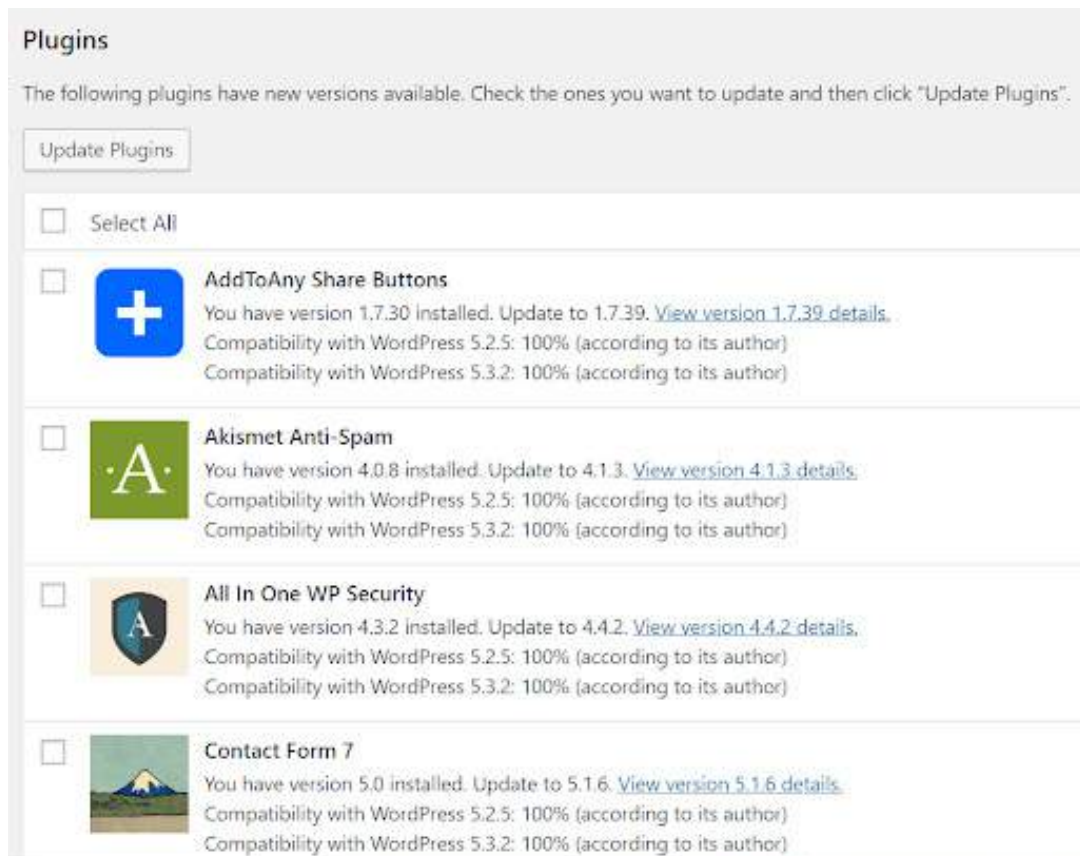 Plugins
The following plugins have new versions available. Check the ones you want to update and then click "Update Plugins".
Update Plugins
Select All
AddToAny Share Buttons
You have version 1.7.30 installed. Update to 1.7.39. View version 1.7.39 details.
Compatibility with WordPress 5.2.5: 100% (according to its author)
Compatibility with WordPress 5.3.2: 100% (according to its author)
·A·
Akismet Anti-Spam
You have version 4.0.8 installed. Update to 4.1.3. View version 4.1.3 details.
Compatibility with WordPress 5.2.5: 100% (according to its author)
Compatibility with WordPress 5.3.2: 100% (according to its author)
A
All In One WP Security
You have version 4.3.2 installed. Update to 4.4.2. View version 4.4.2 details.
Compatibility with WordPress 5.2.5: 100% (according to its author)
Compatibility with WordPress 5.3.2: 100% (according to its author)
Contact Form 7
You have version 5.0 installed. Update to 5.1.6. View version 5.1.6 details.
Compatibility with WordPress 5.2.5: 100% (according to its author)
Compatibility with WordPress 5.3.2: 100% (according to its author)